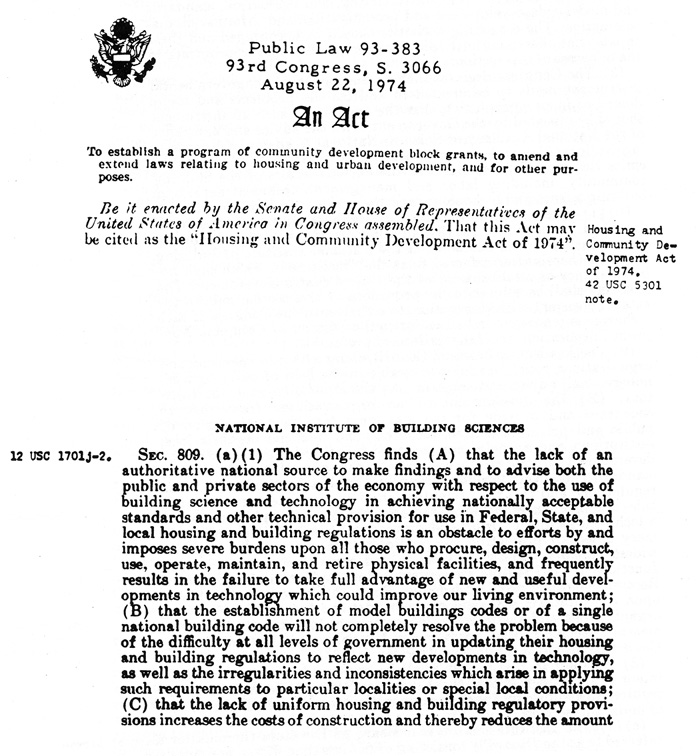 Public Law 93-383
93rd Congress, S. 3066
August 22, 1974
An Act
To establish a program of community development block grants, to amend and
extend laws relating to housing and urban development, and for other pur-
poses.
Be it enacted by the Senate and House of Representatives of the
United States of America in Congress assembled, That this Act may
be cited as the “Housing and Community Development Act of 1974”.
Housing and
Community De-
velopment Act
of 1974.
42 USC 5301
note.
NATIONAL INSTITUTE OF BUILDING SCIENCES
12 USC 1701j-2.
SEC. 809. (a)(1) The Congress finds (A) that the lack of an
authoritative national source to make findings and to advise both the
public and private sectors of the economy with respect to the use of
building science and technology in achieving nationally acceptable
standards and other technical provision for use in Federal, State, and
local housing and building regulations is an obstacle to efforts by and
imposes severe burdens upon all those who procure, design, construct,
use, operate, maintain, and retire physical facilities, and frequently
results in the failure to take full advantage of new and useful devel-
opments in technology which could improve our living environment;
(B) that the establishment of model buildings codes or of a single
national building code will not completely resolve the problem because
of the difficulty at all levels of government in updating their housing
and building regulations to reflect new developments in technology,
as well as the irregularities and inconsistencies which arise in applying
such requirements to particular localities or special local conditions;
(C) that the lack of uniform housing and building regulatory provi-
sions increases the costs of construction and thereby reduces the amount